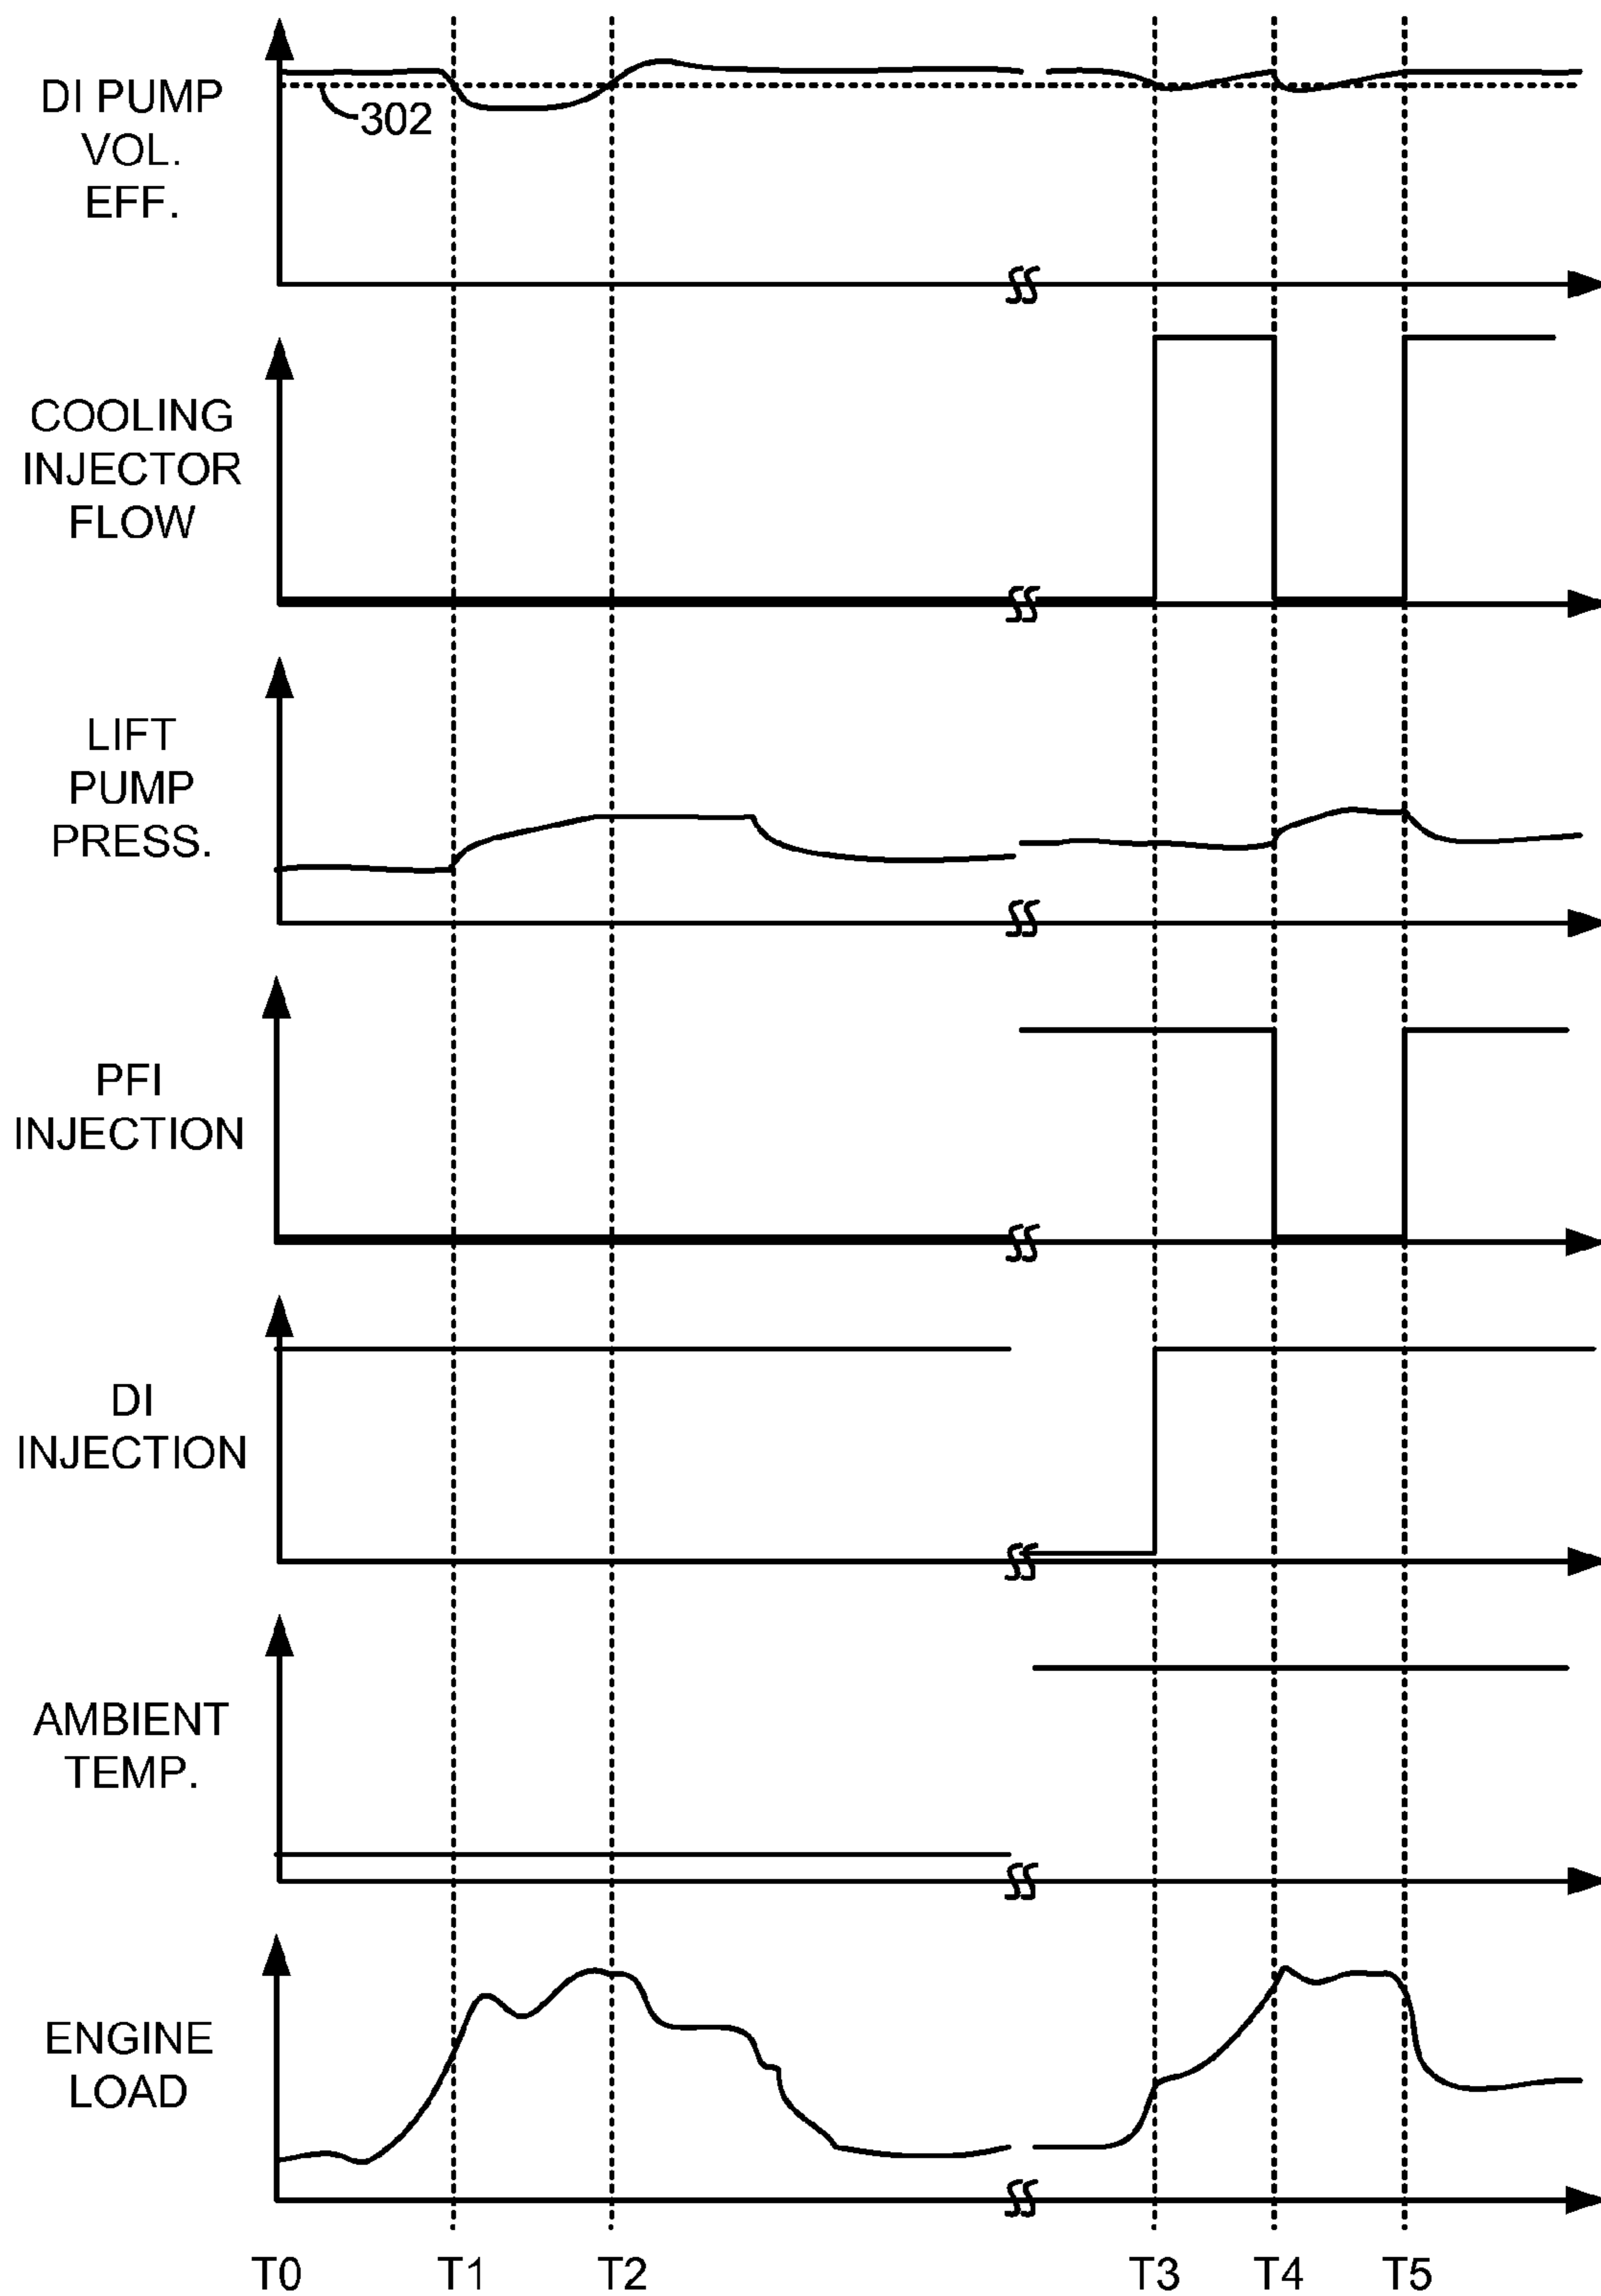 DI PUMP
VOL.
EFF.
302
COOLING
INJECTOR
FLOW
LIFT
PUMP
PRESS.
PFI
INJECTION
DI
INJECTION
AMBIENT
TEMP.
ENGINE
LOAD
T0 T1 T2 T3 T4 T5